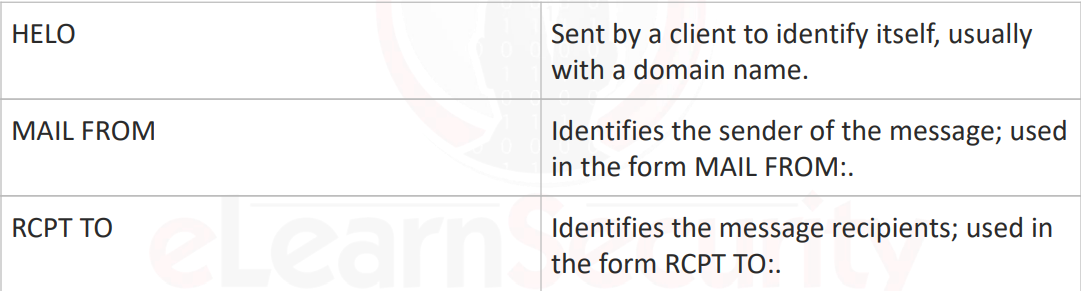 HELO
Sent by a client to identify itself, usually
with a domain name.
MAIL FROM
Identifies the sender of the message; used
in the form MAIL FROM:.
RCPT TO
Identifies the message recipients; used in
the form RCPT TO:.
eLearnSecurity